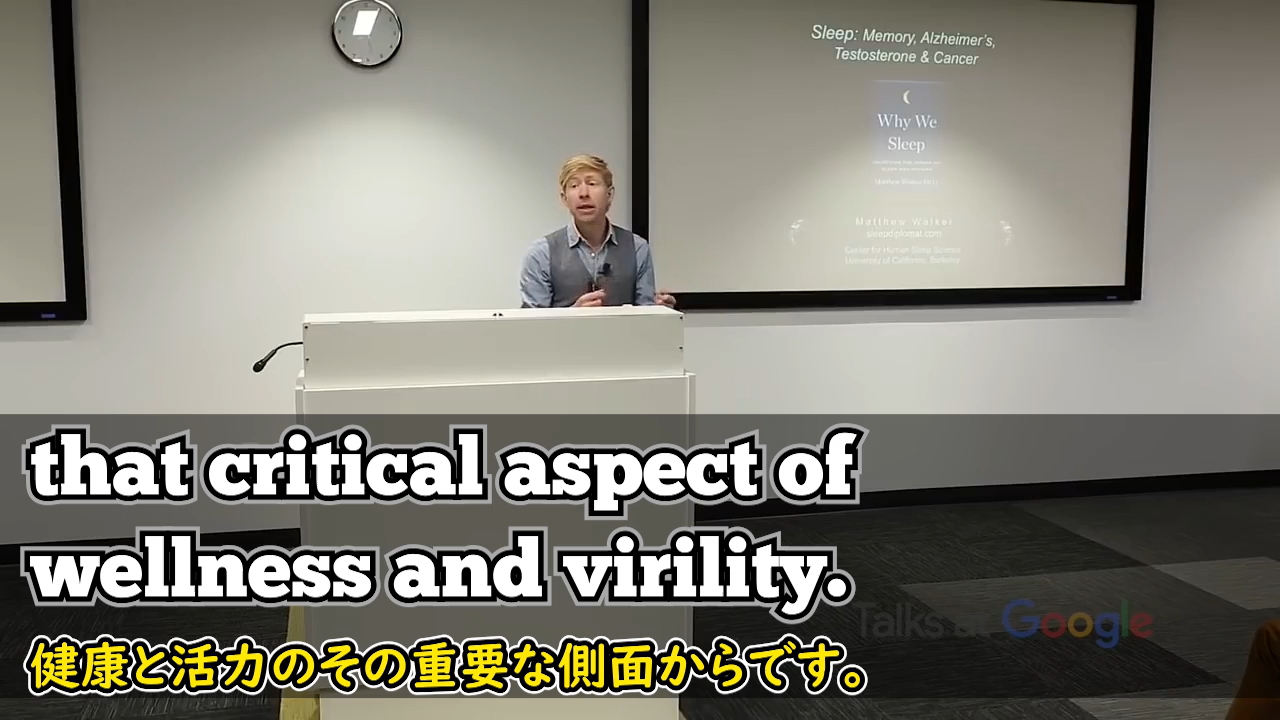 Sleep: Memory, Alzheimer's,
Testosterone & Cancer
Why We
Sleep
Matthew Walker
sleepdiplomat.com
Center for Human Sleep Science
University of California, Berkeley
that critical aspect of
wellness and virility.
健康と活力のその重要な側面からです。
Talks at Google